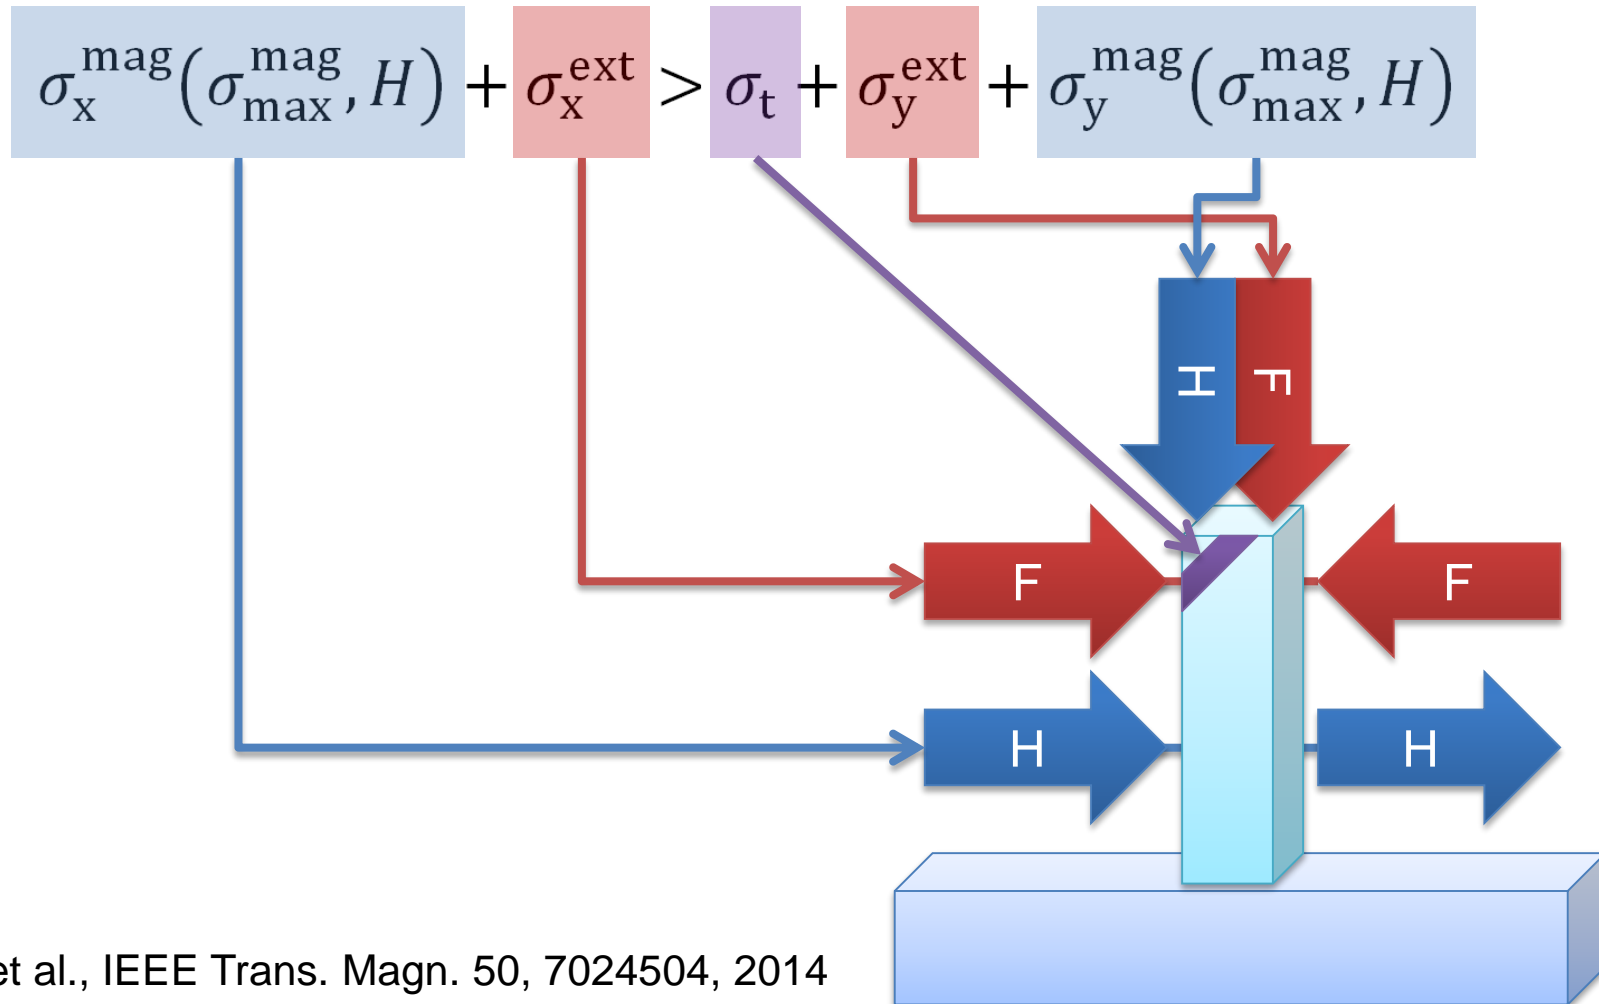 σ_x^mag(σ_max^mag, H) + σ_x^ext > σ_t + σ_y^ext + σ_y^mag(σ_max^mag, H)
H F
F F
H H
et al., IEEE Trans. Magn. 50, 7024504, 2014